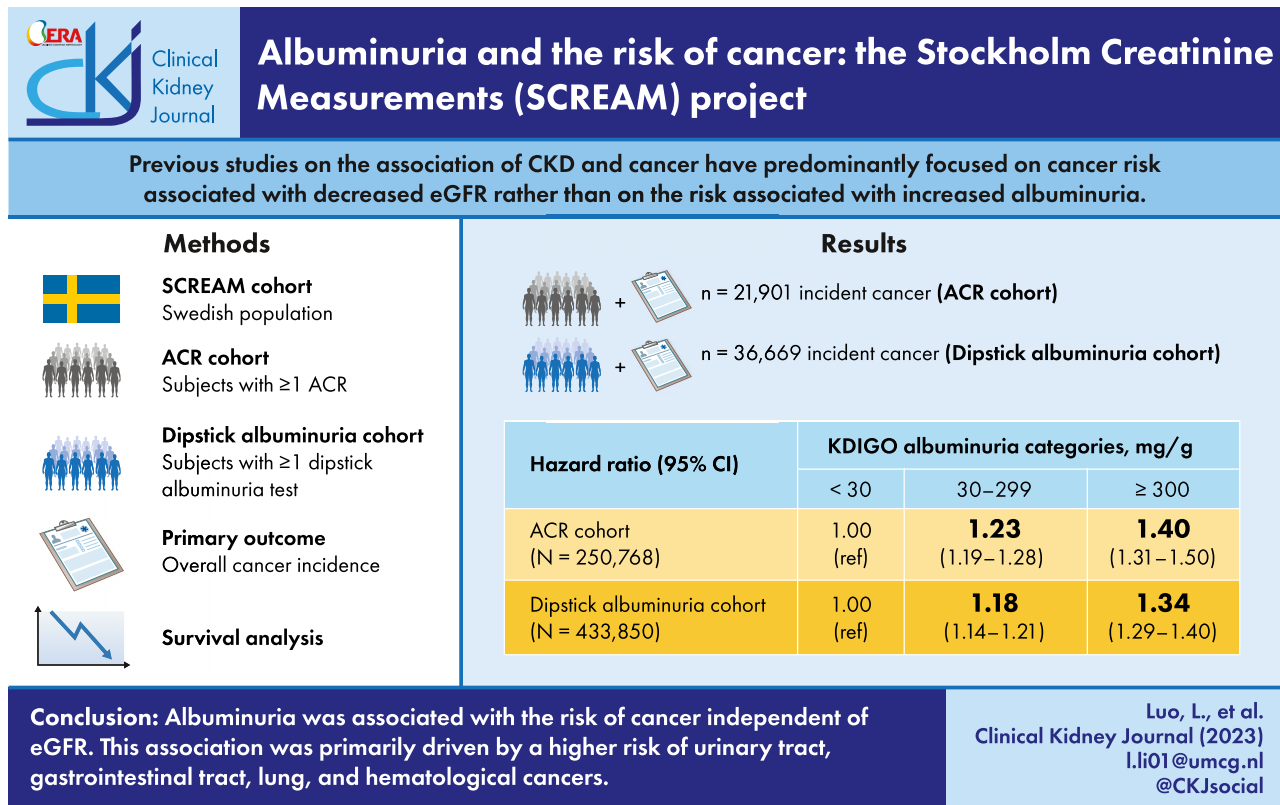 ERA
CKJ
Clinical
Kidney
Journal
Albuminuria and the risk of cancer: the Stockholm Creatinine
Measurements (SCREAM) project
Previous studies on the association of CKD and cancer have predominantly focused on cancer risk
associated with decreased eGFR rather than on the risk associated with increased albuminuria.
Methods
SCREAM cohort
Swedish population
ACR cohort
Subjects with ≥1 ACR
Dipstick albuminuria cohort
Subjects with ≥1 dipstick
albuminuria test
Primary outcome
Overall cancer incidence
Survival analysis
Results
+ n = 21,901 incident cancer (ACR cohort)
+ n = 36,669 incident cancer (Dipstick albuminuria cohort)
Hazard ratio (95% CI)
KDIGO albuminuria categories, mg/g
< 30 30–299 ≥ 300
ACR cohort 1.00 1.23 1.40
(N = 250,768) (ref) (1.19–1.28) (1.31–1.50)
Dipstick albuminuria cohort 1.00 1.18 1.34
(N = 433,850) (ref) (1.14–1.21) (1.29–1.40)
Conclusion: Albuminuria was associated with the risk of cancer independent of
eGFR. This association was primarily driven by a higher risk of urinary tract,
gastrointestinal tract, lung, and hematological cancers.
Luo, L., et al.
Clinical Kidney Journal (2023)
l.li01@umcg.nl
@CKJsocial